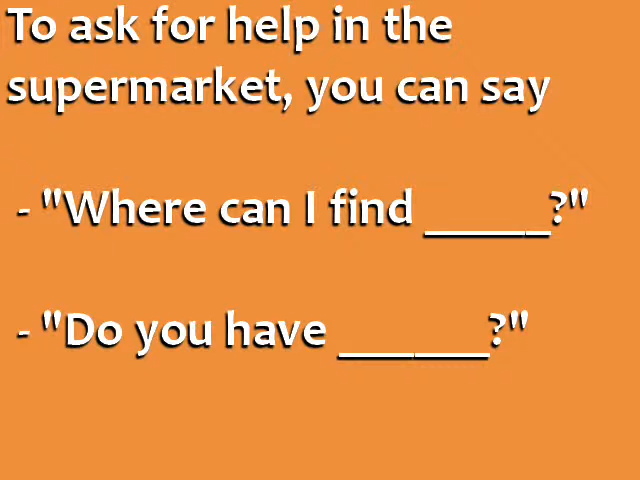 To ask for help in the
supermarket, you can say
- "Where can I find _____?"
- "Do you have ______?"